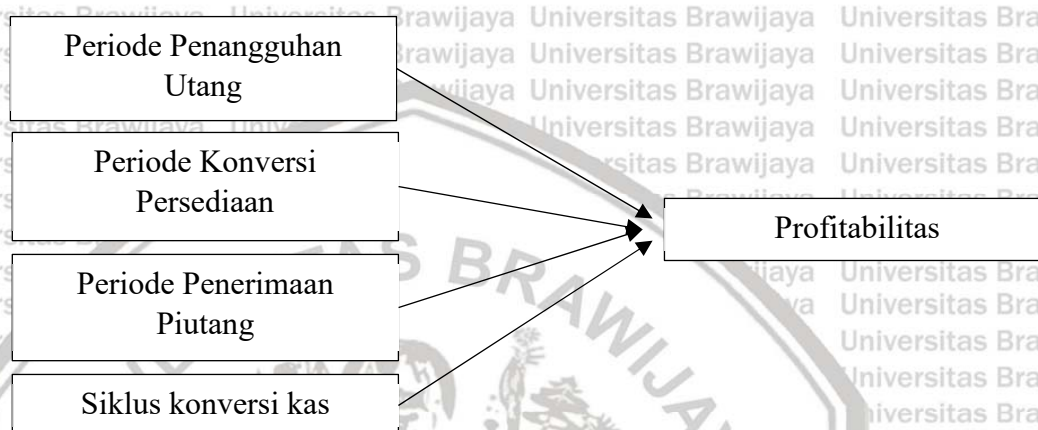 Periode Penangguhan
Utang
Periode Konversi
Persediaan
Profitabilitas
Periode Penerimaan
Piutang
Siklus konversi kas